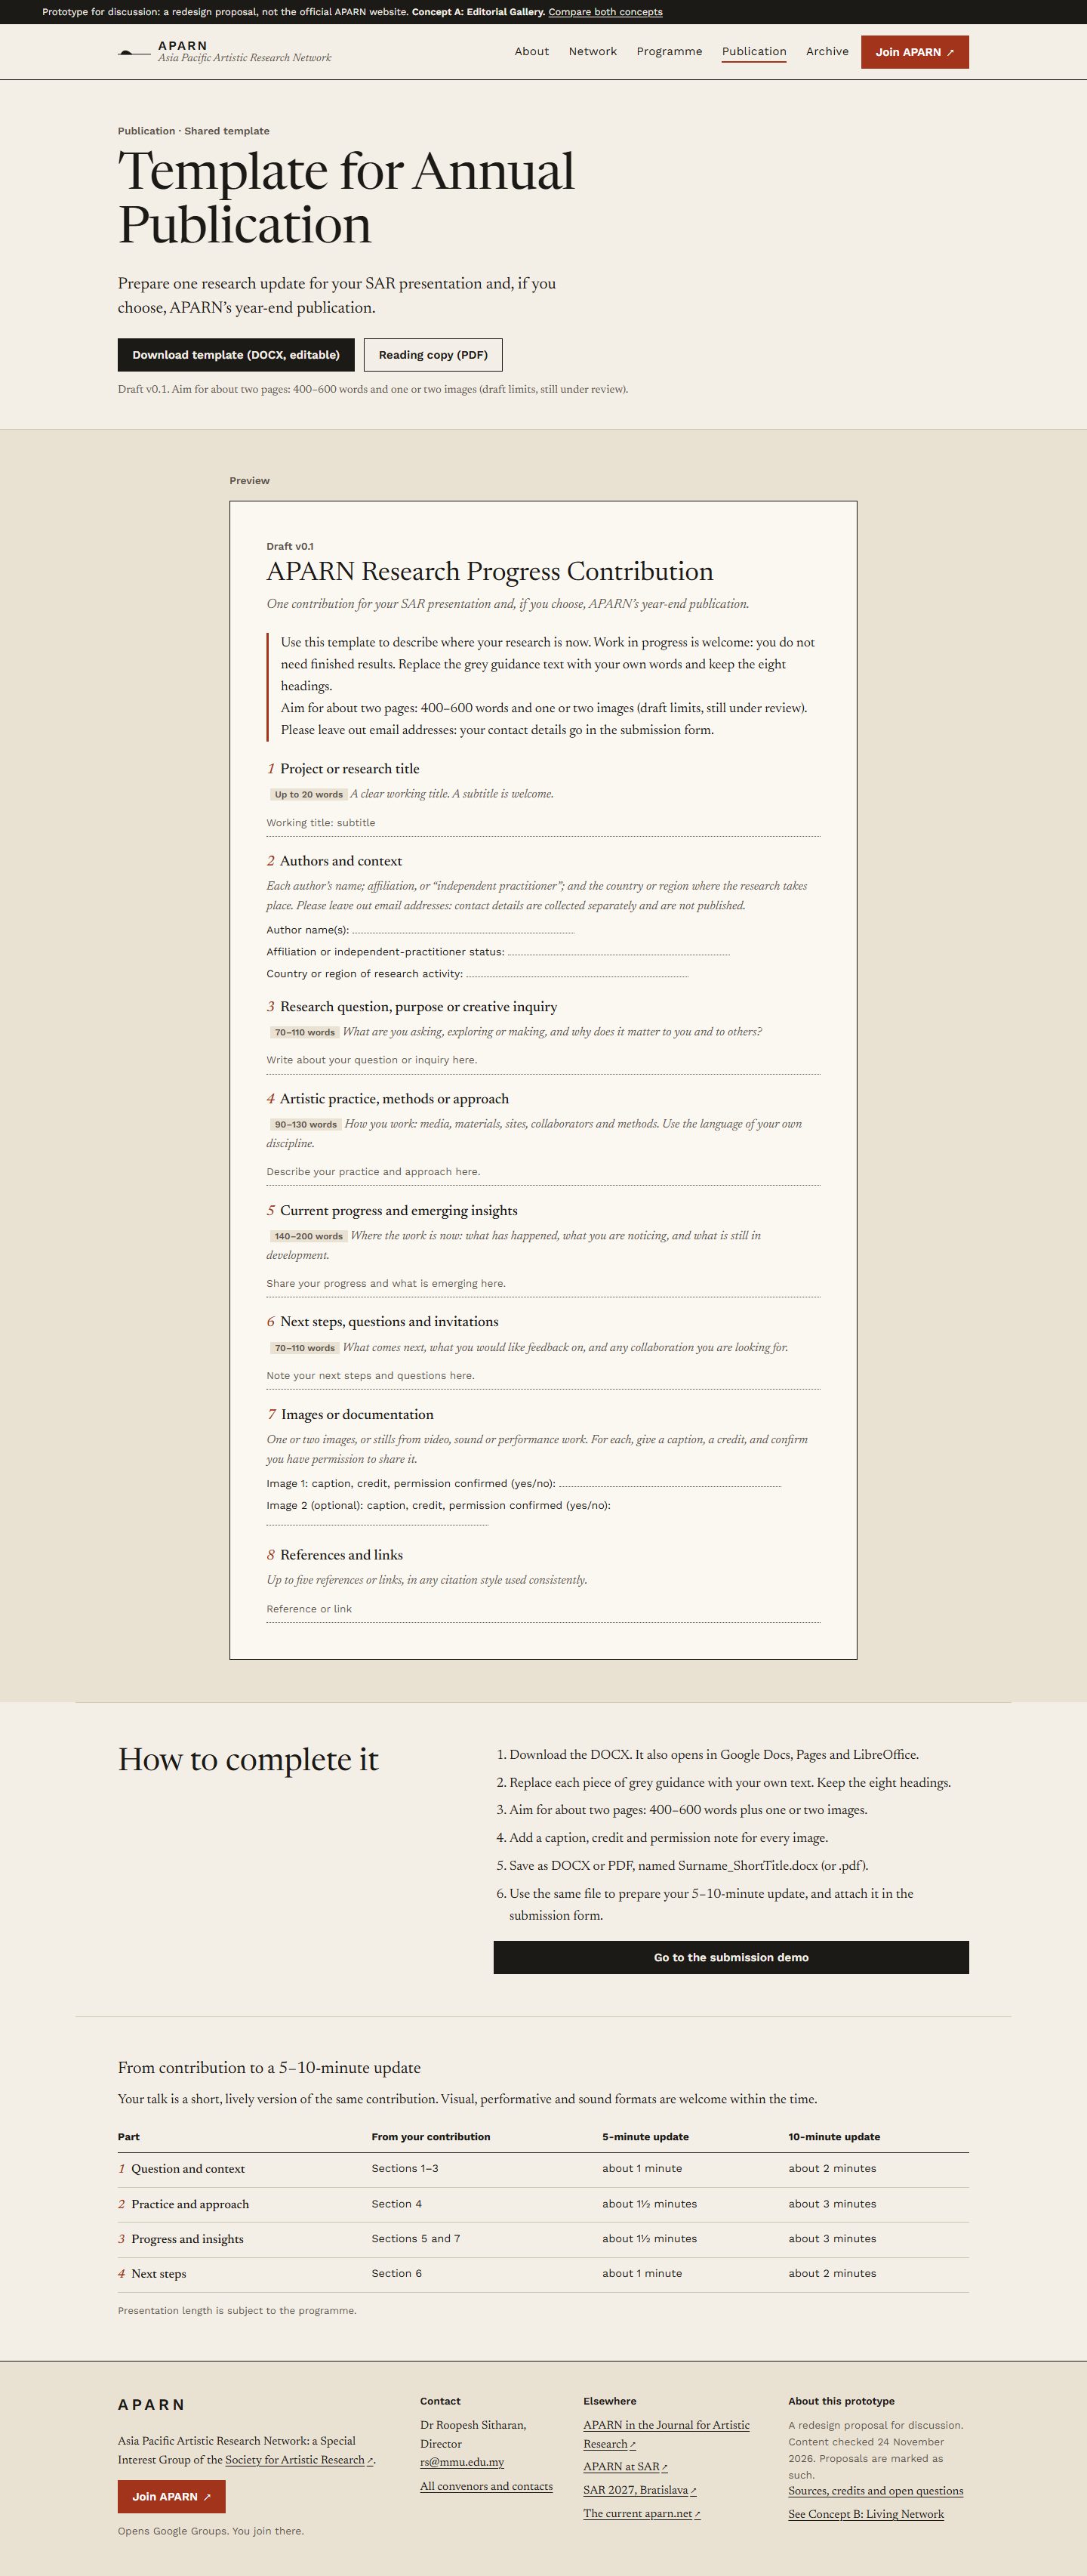 Prototype for discussion: a redesign proposal, not the official APARN website. Concept A: Editorial Gallery. Compare both concepts
APARN
Asia Pacific Artistic Research Network
About Network Programme Publication Archive Join APARN ↗
Publication · Shared template
Template for Annual
Publication
Prepare one research update for your SAR presentation and, if you
choose, APARN’s year-end publication.
Download template (DOCX, editable) Reading copy (PDF)
Draft v0.1. Aim for about two pages: 400–600 words and one or two images (draft limits, still under review).
Preview
Draft v0.1
APARN Research Progress Contribution
One contribution for your SAR presentation and, if you choose, APARN’s year-end publication.
Use this template to describe where your research is now. Work in progress is welcome: you do not
need finished results. Replace the grey guidance text with your own words and keep the eight
headings.
Aim for about two pages: 400–600 words and one or two images (draft limits, still under review).
Please leave out email addresses: your contact details go in the submission form.
1 Project or research title
Up to 20 words A clear working title. A subtitle is welcome.
Working title: subtitle
2 Authors and context
Each author’s name; affiliation, or “independent practitioner”; and the country or region where the research takes
place. Please leave out email addresses: contact details are collected separately and are not published.
Author name(s):
Affiliation or independent-practitioner status:
Country or region of research activity:
3 Research question, purpose or creative inquiry
70–110 words What are you asking, exploring or making, and why does it matter to you and to others?
Write about your question or inquiry here.
4 Artistic practice, methods or approach
90–130 words How you work: media, materials, sites, collaborators and methods. Use the language of your own
discipline.
Describe your practice and approach here.
5 Current progress and emerging insights
140–200 words Where the work is now: what has happened, what you are noticing, and what is still in
development.
Share your progress and what is emerging here.
6 Next steps, questions and invitations
70–110 words What comes next, what you would like feedback on, and any collaboration you are looking for.
Note your next steps and questions here.
7 Images or documentation
One or two images, or stills from video, sound or performance work. For each, give a caption, a credit, and confirm
you have permission to share it.
Image 1: caption, credit, permission confirmed (yes/no):
Image 2 (optional): caption, credit, permission confirmed (yes/no):
8 References and links
Up to five references or links, in any citation style used consistently.
Reference or link
How to complete it
1. Download the DOCX. It also opens in Google Docs, Pages and LibreOffice.
2. Replace each piece of grey guidance with your own text. Keep the eight headings.
3. Aim for about two pages: 400–600 words plus one or two images.
4. Add a caption, credit and permission note for every image.
5. Save as DOCX or PDF, named Surname_ShortTitle.docx (or .pdf).
6. Use the same file to prepare your 5–10-minute update, and attach it in the
submission form.
Go to the submission demo
From contribution to a 5–10-minute update
Your talk is a short, lively version of the same contribution. Visual, performative and sound formats are welcome within the time.
Part From your contribution 5-minute update 10-minute update
1 Question and context Sections 1–3 about 1 minute about 2 minutes
2 Practice and approach Section 4 about 1½ minutes about 3 minutes
3 Progress and insights Sections 5 and 7 about 1½ minutes about 3 minutes
4 Next steps Section 6 about 1 minute about 2 minutes
Presentation length is subject to the programme.
APARN
Asia Pacific Artistic Research Network: a Special
Interest Group of the Society for Artistic Research ↗.
Join APARN ↗
Opens Google Groups. You join there.
Contact
Dr Roopesh Sitharan,
Director
rs@mmu.edu.my
All convenors and contacts
Elsewhere
APARN in the Journal for Artistic
Research ↗
APARN at SAR ↗
SAR 2027, Bratislava ↗
The current aparn.net ↗
About this prototype
A redesign proposal for discussion.
Content checked 24 November
2026. Proposals are marked as
such.
Sources, credits and open questions
See Concept B: Living Network